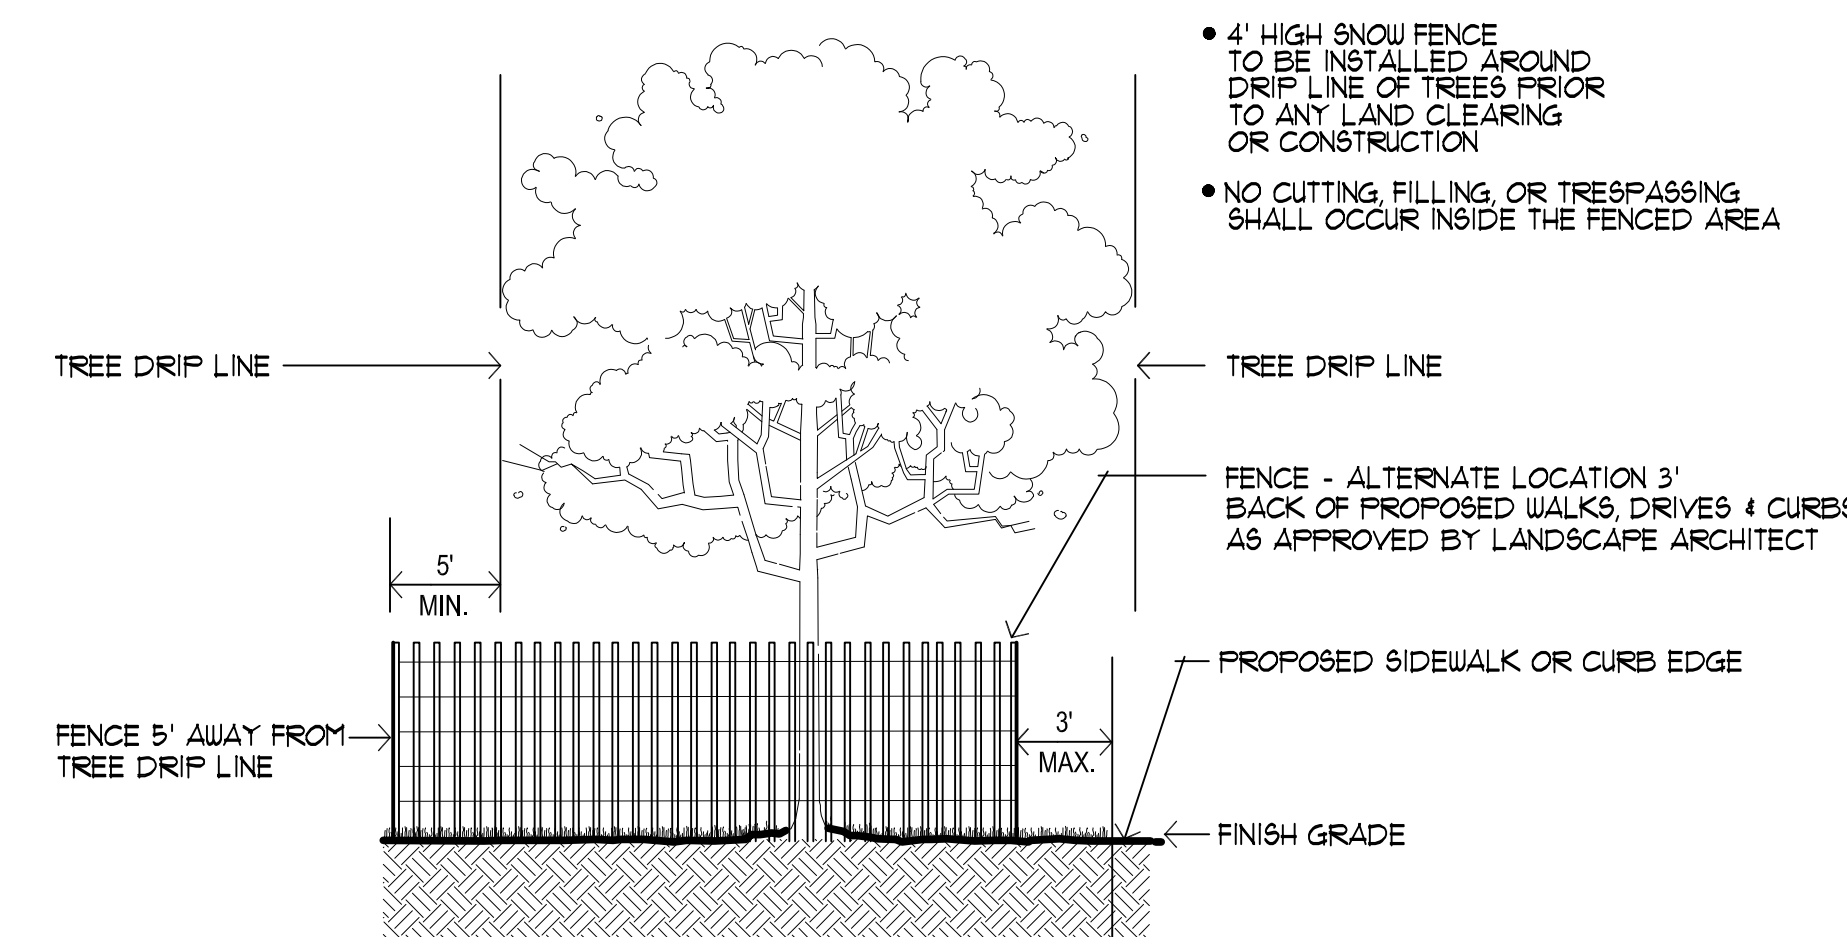 ● 4' HIGH SNOW FENCE
TO BE INSTALLED AROUND
DRIP LINE OF TREES PRIOR
TO ANY LAND CLEARING
OR CONSTRUCTION
● NO CUTTING, FILLING, OR TRESPASSING
SHALL OCCUR INSIDE THE FENCED AREA
TREE DRIP LINE
TREE DRIP LINE
FENCE - ALTERNATE LOCATION 3'
BACK OF PROPOSED WALKS, DRIVES & CURBS
AS APPROVED BY LANDSCAPE ARCHITECT
5'
MIN.
PROPOSED SIDEWALK OR CURB EDGE
FENCE 5' AWAY FROM
TREE DRIP LINE
3'
MAX.
FINISH GRADE